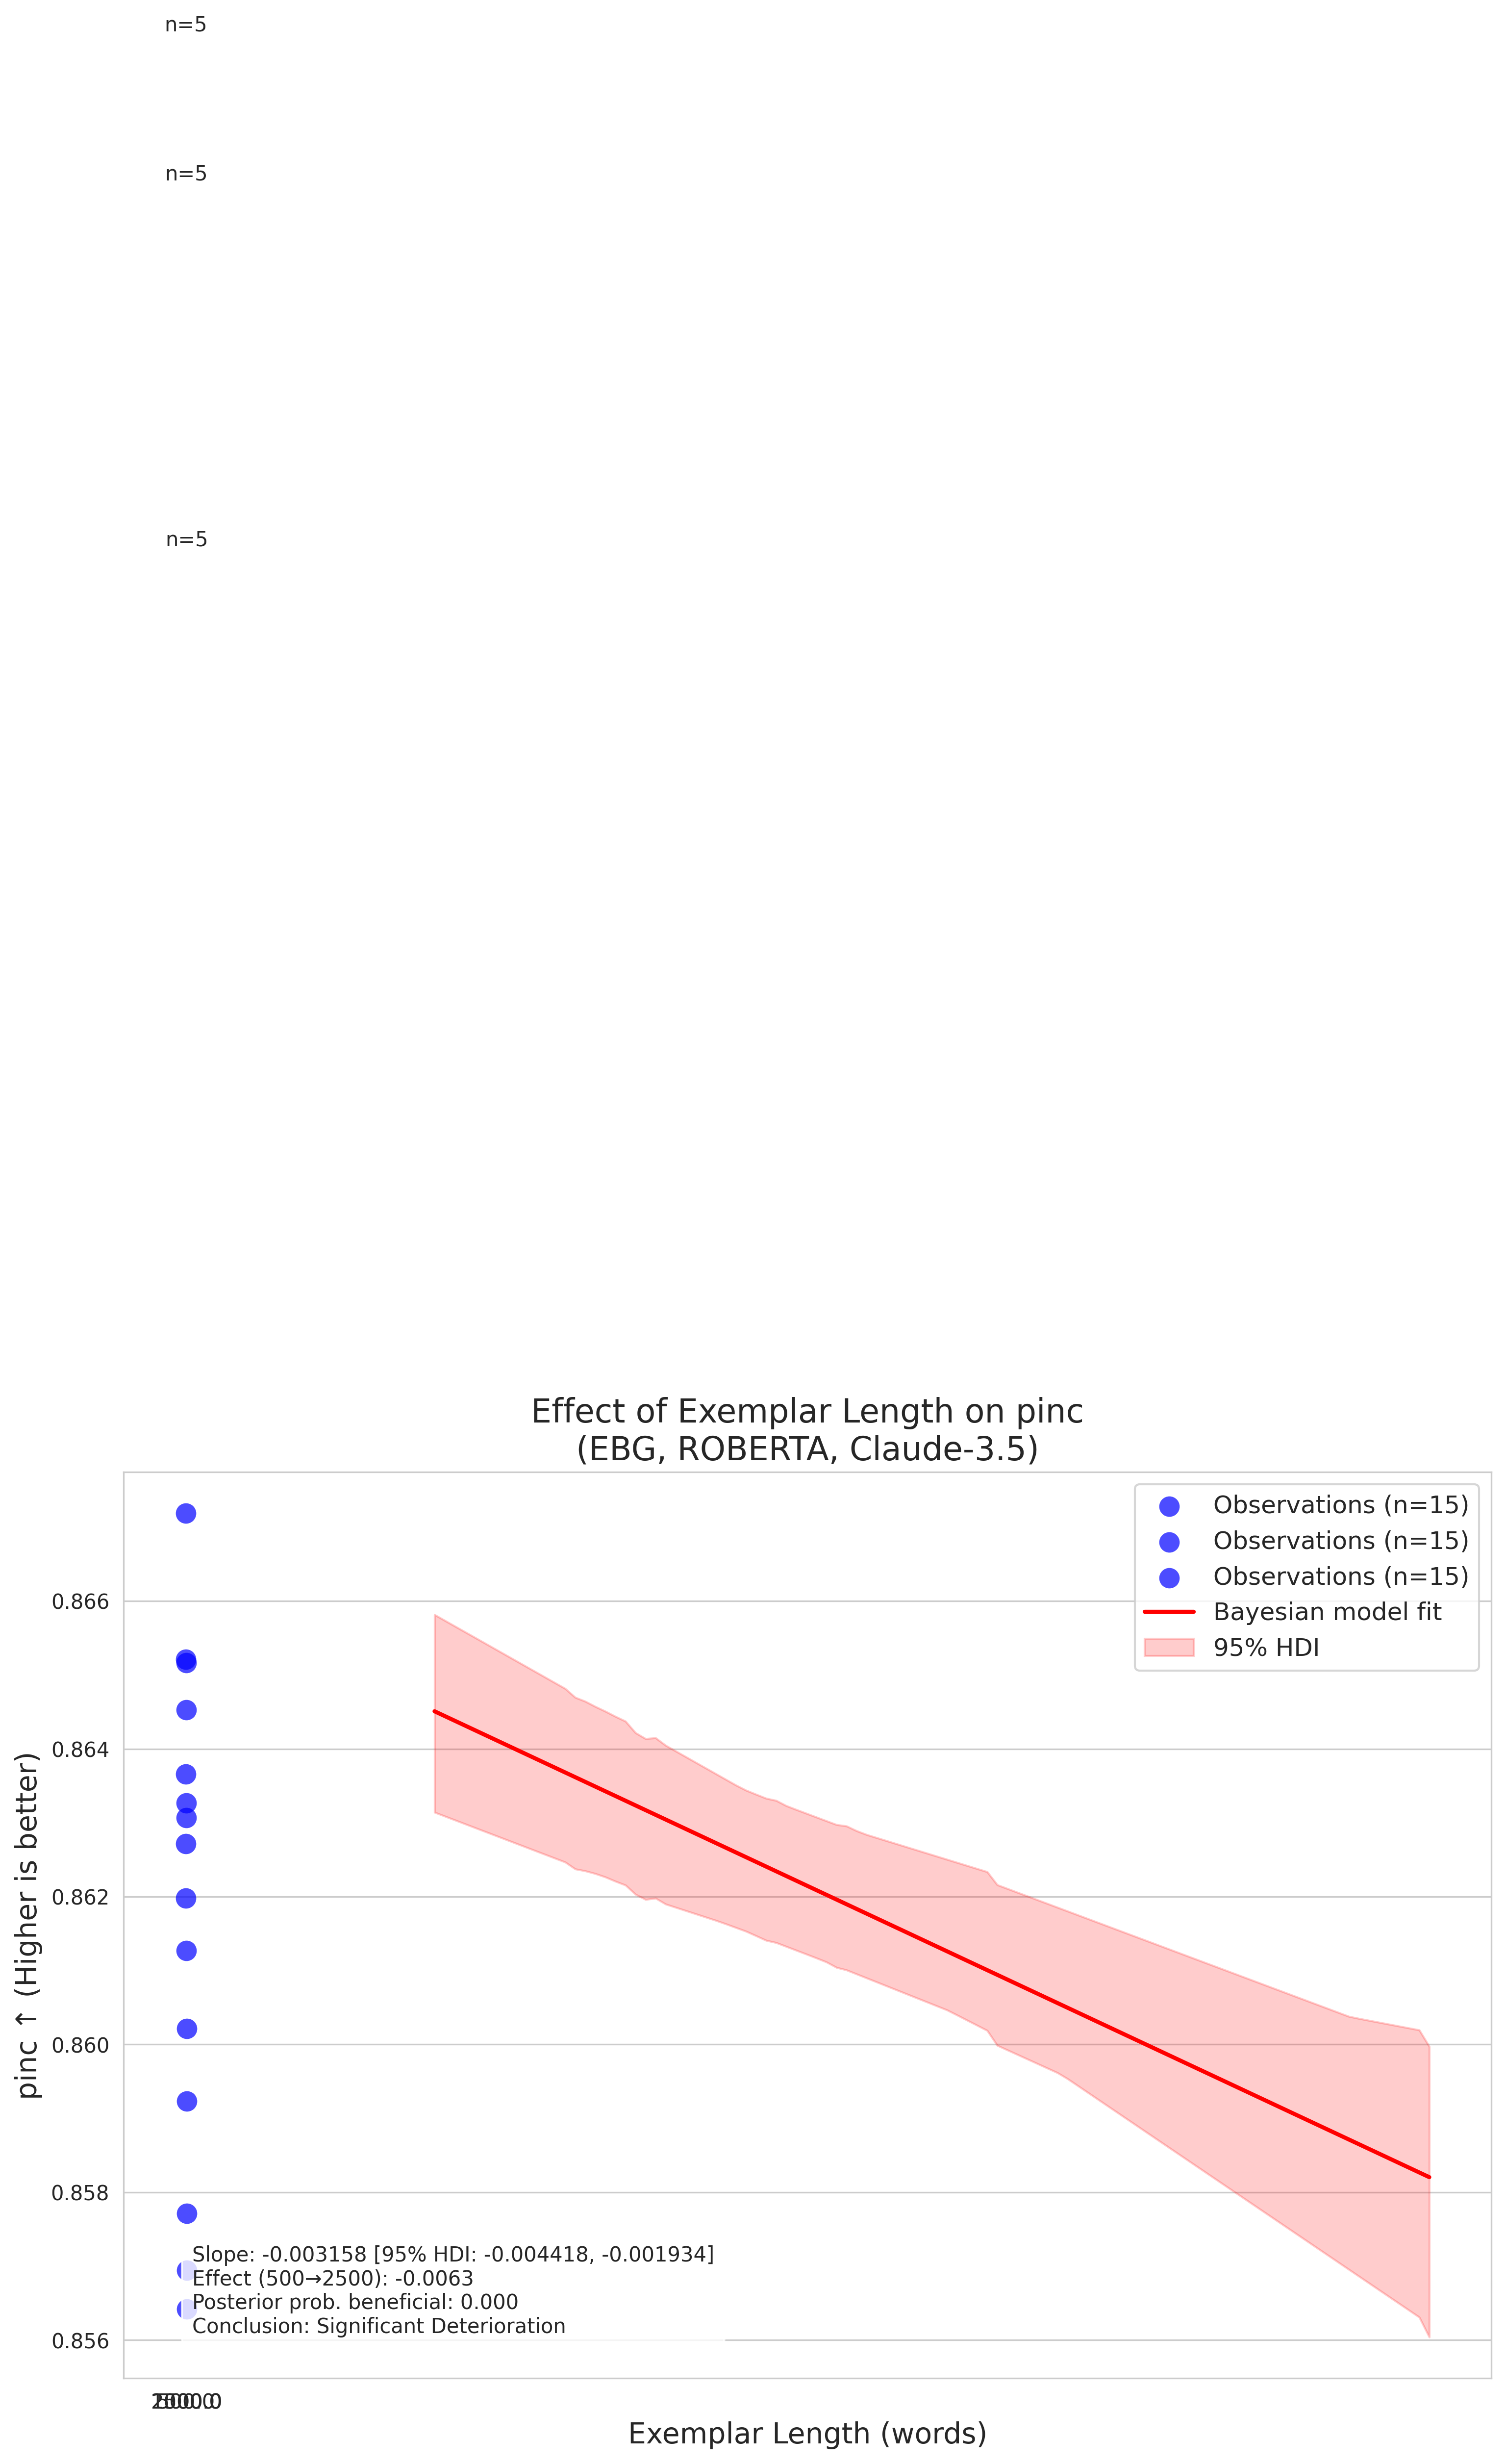 n=5
n=5
n=5
Effect of Exemplar Length on pinc
(EBG, ROBERTA, Claude-3.5)
Observations (n=15)
Observations (n=15)
Observations (n=15)
Bayesian model fit
95% HDI
pinc ↑ (Higher is better)
0.866
0.864
0.862
0.860
0.858
0.856
Slope: -0.003158 [95% HDI: -0.004418, -0.001934]
Effect (500→2500): -0.0063
Posterior prob. beneficial: 0.000
Conclusion: Significant Deterioration
Exemplar Length (words)